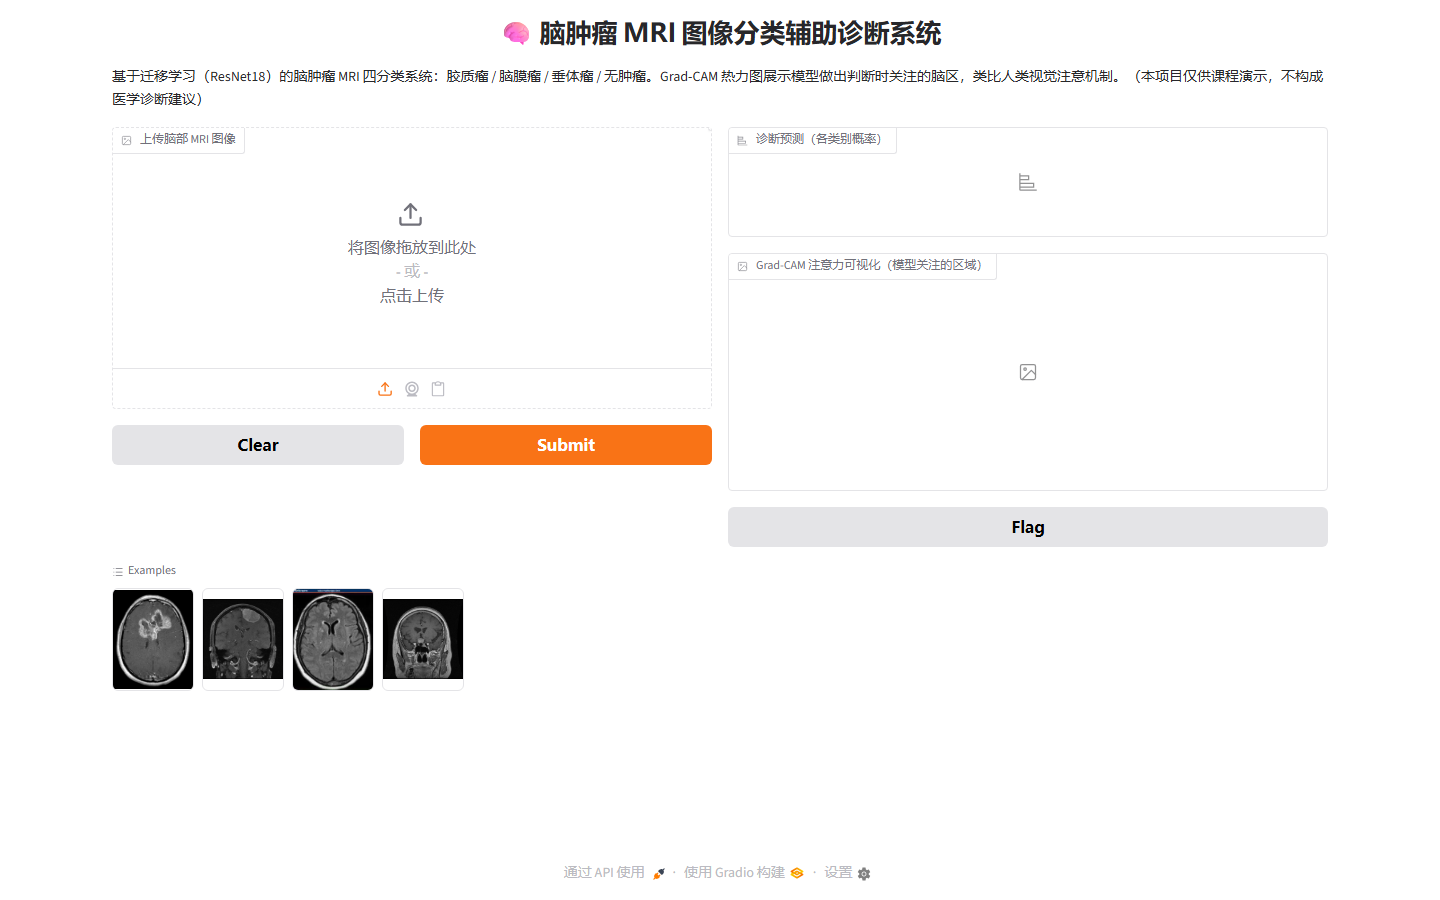 脑肿瘤 MRI 图像分类辅助诊断系统
基于迁移学习（ResNet18）的脑肿瘤 MRI 四分类系统：胶质瘤 / 脑膜瘤 / 垂体瘤 / 无肿瘤。Grad-CAM 热力图展示模型做出判断时关注的脑区，类比人类视觉注意机制。（本项目仅供课程演示，不构成
医学诊断建议）
上传脑部 MRI 图像
将图像拖放到此处
- 或 -
点击上传
Clear
Submit
诊断预测（各类别概率）
Grad-CAM 注意力可视化（模型关注的区域）
Flag
Examples
通过 API 使用 · 使用 Gradio 构建 · 设置